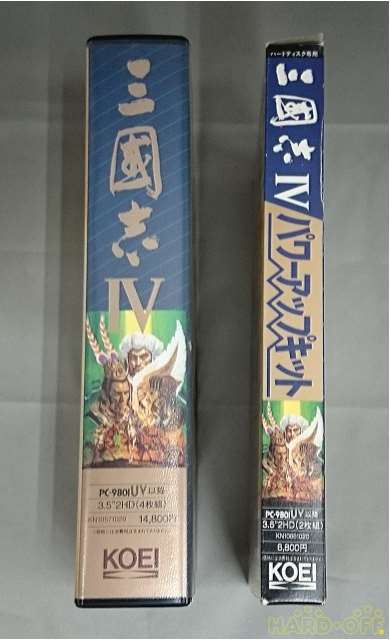 三國志
IV
PC-9801UV以降
3.5"2HD(4枚組)
14,800円
KOEI
ハードディスク専用
三國志IV
パワーアップキット
PC-9801UV以降
3.5"2HD(2枚組)
6,800円
KOEI
HARD-OFF